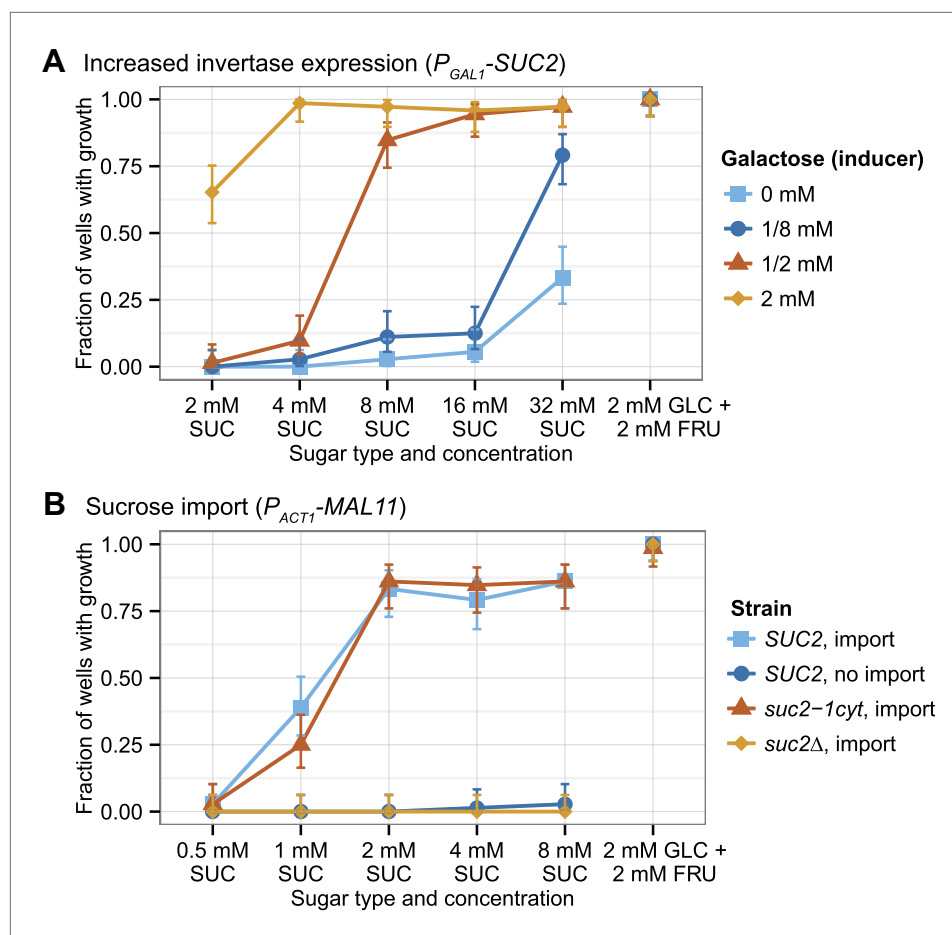 A Increased invertase expression (P_GAL1-SUC2)
Fraction of wells with growth
1.00
0.75
0.50
0.25
0.00
2 mM SUC
4 mM SUC
8 mM SUC
16 mM SUC
32 mM SUC
2 mM GLC + 2 mM FRU
Sugar type and concentration
Galactose (inducer)
0 mM
1/8 mM
1/2 mM
2 mM
B Sucrose import (P_ACT1-MAL11)
Fraction of wells with growth
1.00
0.75
0.50
0.25
0.00
0.5 mM SUC
1 mM SUC
2 mM SUC
4 mM SUC
8 mM SUC
2 mM GLC + 2 mM FRU
Sugar type and concentration
Strain
SUC2, import
SUC2, no import
suc2−1cyt, import
suc2Δ, import